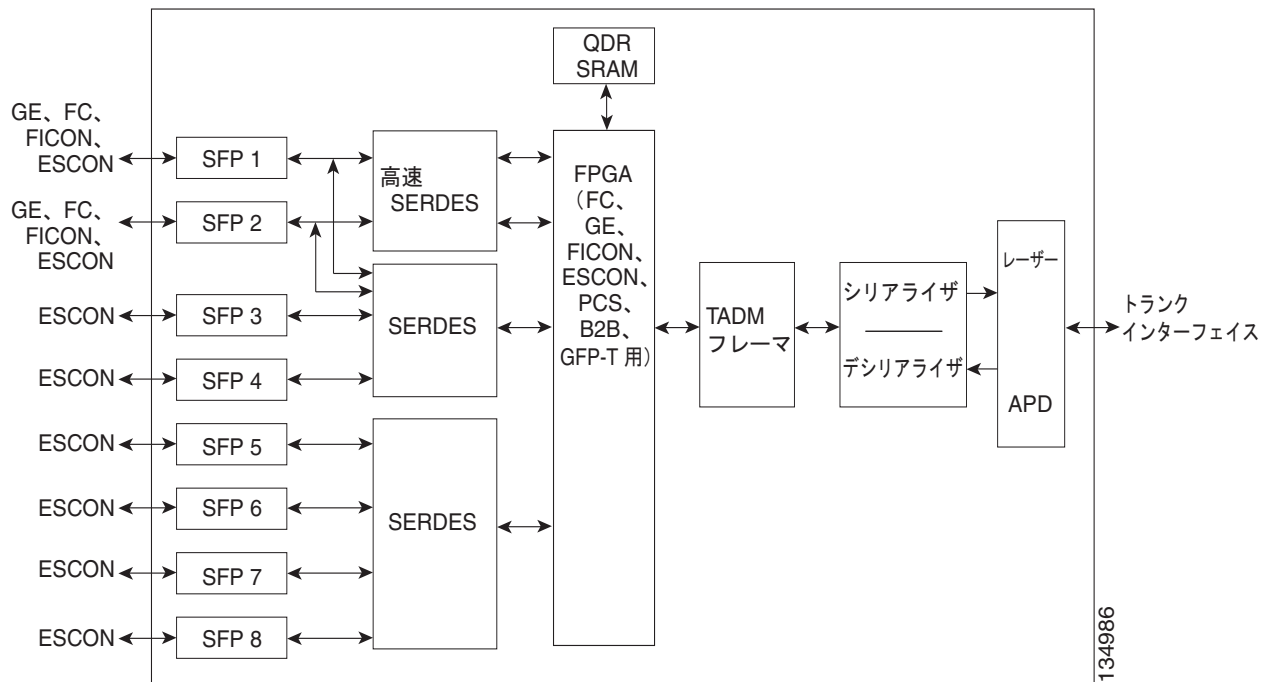 QDR
SRAM
GE、FC、
FICON、
ESCON
SFP 1
GE、FC、
FICON、
ESCON
SFP 2
ESCON
SFP 3
ESCON
SFP 4
ESCON
SFP 5
ESCON
SFP 6
ESCON
SFP 7
ESCON
SFP 8
高速
SERDES
SERDES
SERDES
FPGA
（FC、
GE、
FICON、
ESCON、
PCS、
B2B、
GFP-T 用）
TADM
フレーマ
シリアライザ
デシリアライザ
レーザー
APD
トランク
インターフェイス
134986